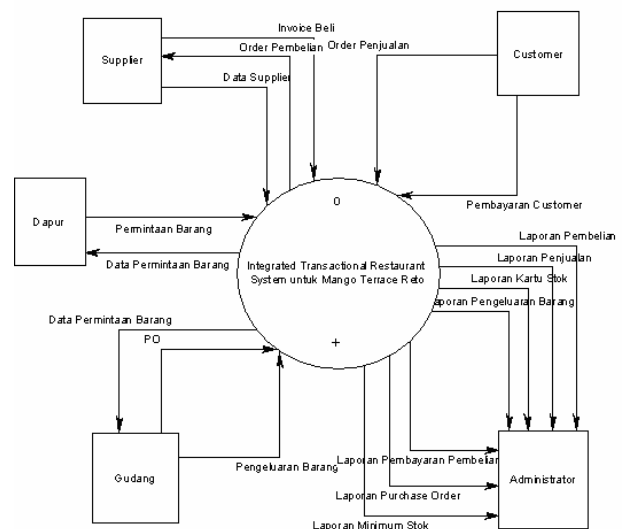 Invoice Beli
Supplier
Order Pembelian
Order Penjualan
Customer
Data Supplier
0
Pembayaran Customer
Dapur
Permintaan Barang
Data Permintaan Barang
Laporan Pembelian
Laporan Penjualan
Integrated Transactional Restaurant
System untuk Mango Terrace Reto
Laporan Kartu Stok
aporan Pengeluaran Barang
Data Permintaan Barang
PO
+
Gudang
Pengeluaran Barang
Laporan Pembayaran Pembelian
Administrator
Laporan Purchase Order
Laporan Minimum Stok